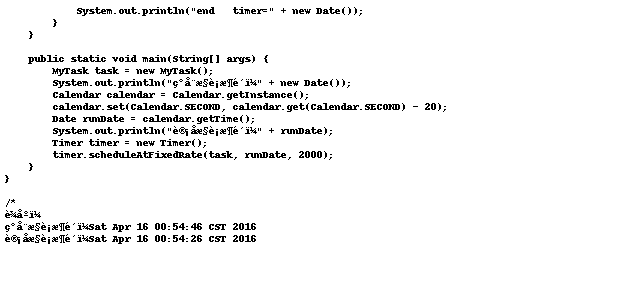 System.out.println("end   timer=" + new Date());
        }
    }

    public static void main(String[] args) {
        MyTask task = new MyTask();
        System.out.println("ç°å¨æ§è¡æ¶é´ï¼" + new Date());
        Calendar calendar = Calendar.getInstance();
        calendar.set(Calendar.SECOND, calendar.get(Calendar.SECOND) - 20);
        Date runDate = calendar.getTime();
        System.out.println("è®¡åæ§è¡æ¶é´ï¼" + runDate);
        Timer timer = new Timer();
        timer.scheduleAtFixedRate(task, runDate, 2000);
    }
}

/*
è¾åºï¼
ç°å¨æ§è¡æ¶é´ï¼Sat Apr 16 00:54:46 CST 2016
è®¡åæ§è¡æ¶é´ï¼Sat Apr 16 00:54:26 CST 2016